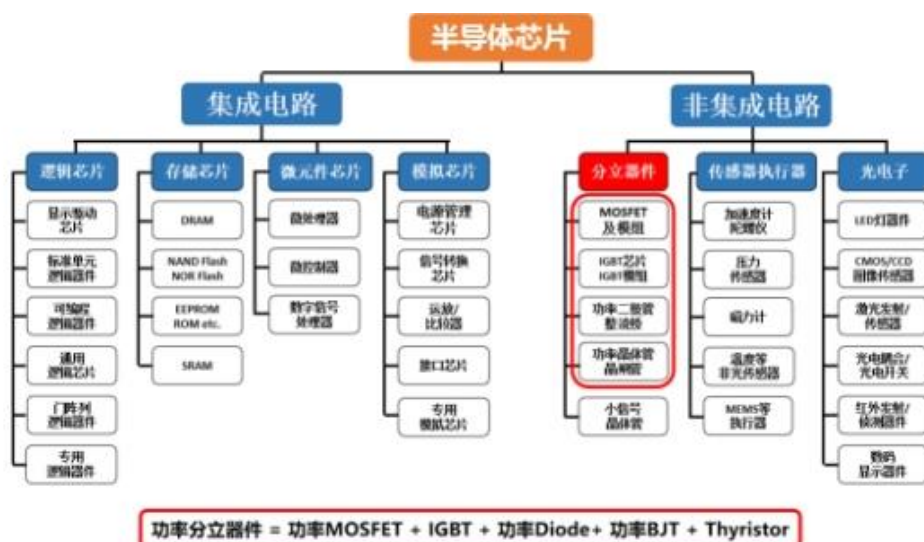 半导体芯片
集成电路
非集成电路
逻辑芯片
存储芯片
微元件芯片
模拟芯片
分立器件
传感器执行器
光电子
显示驱动
芯片
标准单元
逻辑器件
可编程
逻辑器件
通用
逻辑芯片
门阵列
逻辑器件
专用
逻辑器件
DRAM
NAND Flash
NOR Flash
EEPROM
ROM etc.
SRAM
微处理器
微控制器
数字信号
处理器
电源管理
芯片
信号转换
芯片
运放/
比较器
接口芯片
专用
模拟芯片
MOSFET
及模组
IGBT芯片
IGBT模组
功率二极管
整流桥
功率晶体管
晶闸管
小信号
晶体管
加速度计
陀螺仪
压力
传感器
磁力计
温度等
非光传感器
MEMS等
执行器
LED灯器件
CMOS/CCD
图像传感器
激光发射/
传感器
光电耦合/
光电开关
红外发射/
侦测器件
数码
显示器件
功率分立器件 = 功率MOSFET + IGBT + 功率Diode+ 功率BJT + Thyristor